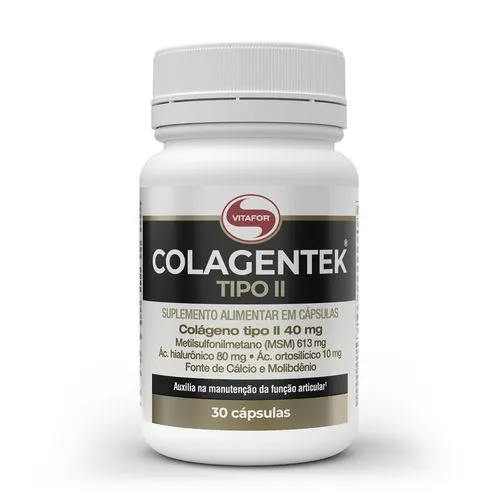 VITAFOR®
COLAGENTEK®
TIPO II
SUPLEMENTO ALIMENTAR EM CÁPSULAS
Colágeno tipo II 40 mg
Metilsulfonilmetano (MSM) 613 mg
Ác. hialurônico 80 mg • Ác. ortosilícico 10 mg
Fonte de Cálcio e Molibdênio
Auxilia na manutenção da função articular¹
30 cápsulas